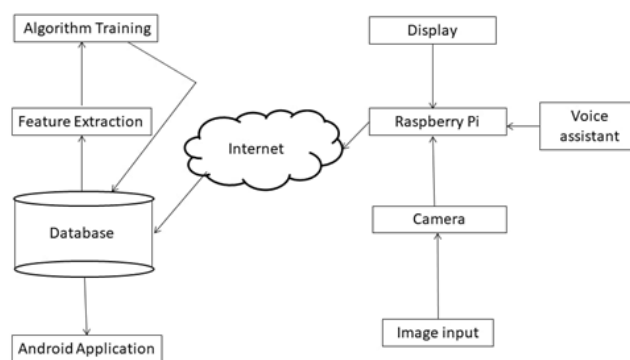 Algorithm Training
Display
Feature Extraction
Raspberry Pi
Voice
assistant
Internet
Database
Camera
Android Application
Image input